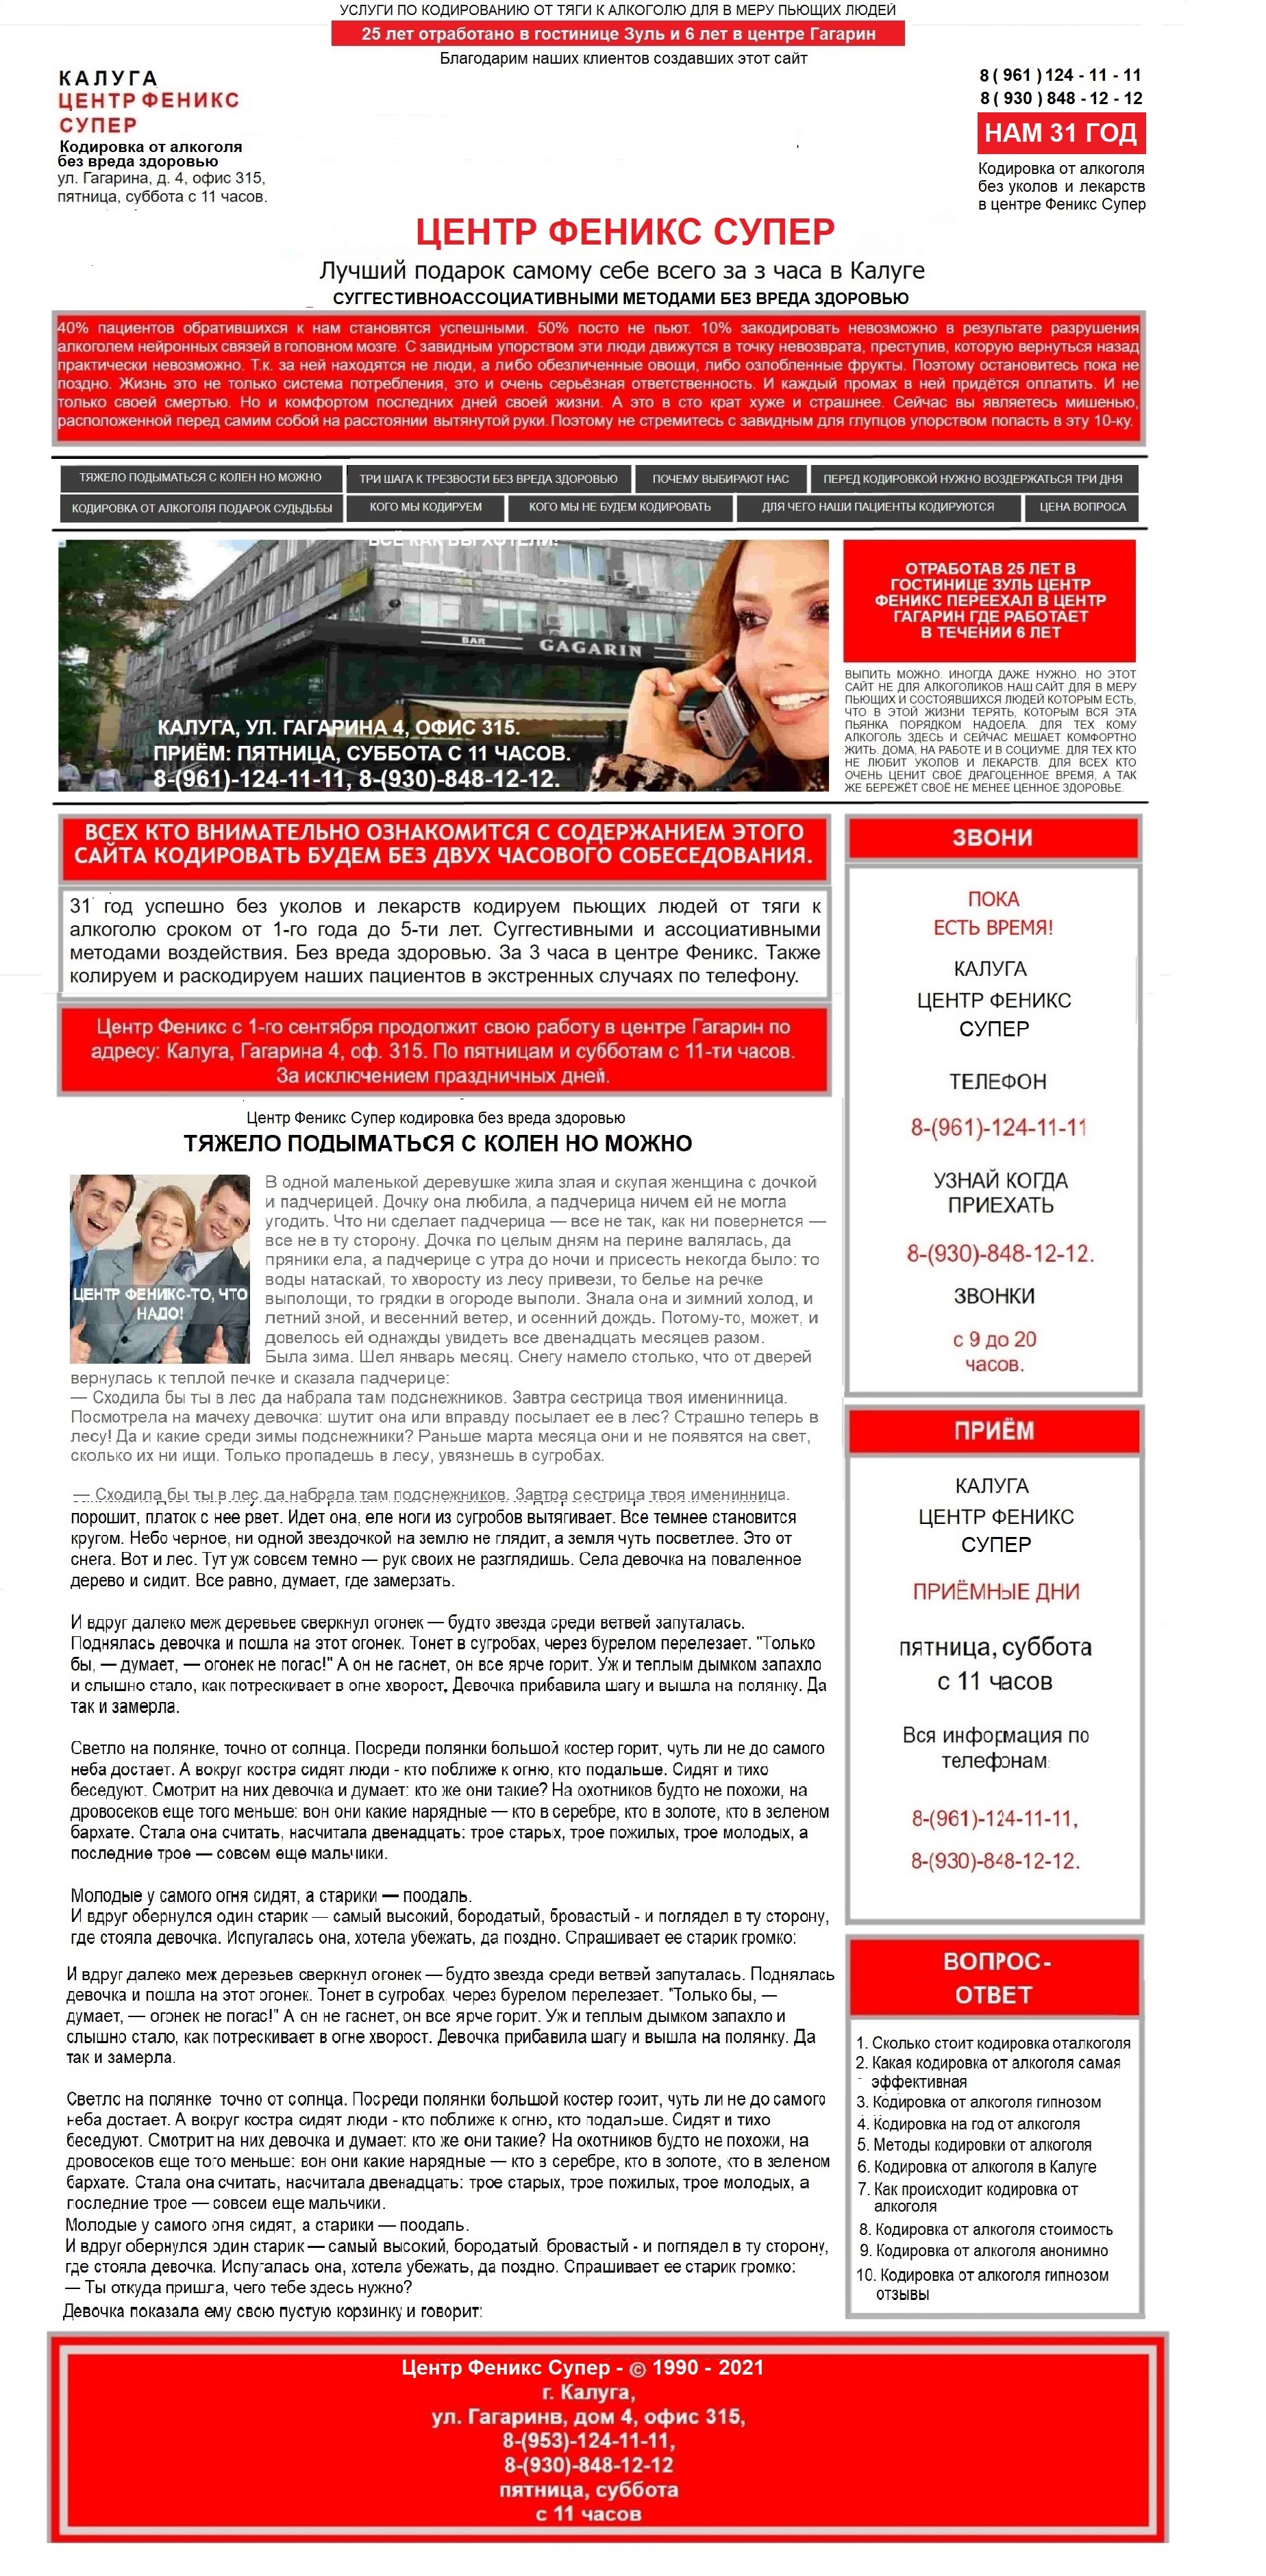 УСЛУГИ ПО КОДИРОВАНИЮ ОТ ТЯГИ К АЛКОГОЛЮ ДЛЯ В МЕРУ ПЬЮЩИХ ЛЮДЕЙ
25 лет отработано в гостинице Зуль и 6 лет в центре Гагарин
Благодарим наших клиентов создавших этот сайт
КАЛУГА
ЦЕНТР ФЕНИКС
СУПЕР
Кодировка от алкоголя
без вреда здоровью
ул. Гагарина, д. 4, офис 315,
пятница, суббота с 11 часов.
8 ( 961 ) 124 - 11 - 11
8 ( 930 ) 848 - 12 - 12
НАМ 31 ГОД
Кодировка от алкоголя
без уколов и лекарств
в центре Феникс Супер
ЦЕНТР ФЕНИКС СУПЕР
Лучший подарок самому себе всего за 3 часа в Калуге
СУГГЕСТИВНОАССОЦИАТИВНЫМИ МЕТОДАМИ БЕЗ ВРЕДА ЗДОРОВЬЮ
40% пациентов обратившихся к нам становятся успешными. 50% посто не пьют. 10% закодировать невозможно в результате разрушения
алкоголем нейронных связей в головном мозге. С завидным упорством эти люди движутся в точку невозврата, преступив, которую вернуться назад
практически невозможно. Т.к. за ней находятся не люди, а либо обезличенные овощи, либо озлобленные фрукты. Поэтому остановитесь пока не
поздно. Жизнь это не только система потребления, это и очень серьёзная ответственность. И каждый промах в ней придётся оплатить. И не
только своей смертью. Но и комфортом последних дней своей жизни. А это в сто крат хуже и страшнее. Сейчас вы являетесь мишенью,
расположенной перед самим собой на расстоянии вытянутой руки. Поэтому не стремитесь с завидным для глупцов упорством попасть в эту 10-ку.
ТЯЖЕЛО ПОДЫМАТЬСЯ С КОЛЕН НО МОЖНО
ТРИ ШАГА К ТРЕЗВОСТИ БЕЗ ВРЕДА ЗДОРОВЬЮ
ПОЧЕМУ ВЫБИРАЮТ НАС
ПЕРЕД КОДИРОВКОЙ НУЖНО ВОЗДЕРЖАТЬСЯ ТРИ ДНЯ
КОДИРОВКА ОТ АЛКОГОЛЯ ПОДАРОК СУДЬДЬБЫ
КОГО МЫ КОДИРУЕМ
КОГО МЫ НЕ БУДЕМ КОДИРОВАТЬ
ДЛЯ ЧЕГО НАШИ ПАЦИЕНТЫ КОДИРУЮТСЯ
ЦЕНА ВОПРОСА
ВСЁ КАК ВЫ ХОТЕЛИ!
BAR GAGARIN
КАЛУГА, УЛ. ГАГАРИНА 4, ОФИС 315.
ПРИЁМ: ПЯТНИЦА, СУББОТА С 11 ЧАСОВ.
8-(961)-124-11-11, 8-(930)-848-12-12.
ОТРАБОТАВ 25 ЛЕТ В
ГОСТИНИЦЕ ЗУЛЬ ЦЕНТР
ФЕНИКС ПЕРЕЕХАЛ В ЦЕНТР
ГАГАРИН ГДЕ РАБОТАЕТ
В ТЕЧЕНИИ 6 ЛЕТ
ВЫПИТЬ МОЖНО. ИНОГДА ДАЖЕ НУЖНО. НО ЭТОТ
САЙТ НЕ ДЛЯ АЛКОГОЛИКОВ. НАШ САЙТ ДЛЯ В МЕРУ
ПЬЮЩИХ И СОСТОЯВШИХСЯ ЛЮДЕЙ КОТОРЫМ ЕСТЬ,
ЧТО В ЭТОЙ ЖИЗНИ ТЕРЯТЬ, КОТОРЫМ ВСЯ ЭТА
ПЬЯНКА ПОРЯДКОМ НАДОЕЛА. ДЛЯ ТЕХ КОМУ
АЛКОГОЛЬ ЗДЕСЬ И СЕЙЧАС МЕШАЕТ КОМФОРТНО
ЖИТЬ. ДОМА, НА РАБОТЕ И В СОЦИУМЕ. ДЛЯ ТЕХ КТО
НЕ ЛЮБИТ УКОЛОВ И ЛЕКАРСТВ. ДЛЯ ВСЕХ КТО
ОЧЕНЬ ЦЕНИТ СВОЁ ДРАГОЦЕННОЕ ВРЕМЯ, А ТАК
ЖЕ БЕРЕЖЁТ СВОЁ НЕ МЕНЕЕ ЦЕННОЕ ЗДОРОВЬЕ.
ВСЕХ КТО ВНИМАТЕЛЬНО ОЗНАКОМИТСЯ С СОДЕРЖАНИЕМ ЭТОГО
САЙТА КОДИРОВАТЬ БУДЕМ БЕЗ ДВУХ ЧАСОВОГО СОБЕСЕДОВАНИЯ.
31 год успешно без уколов и лекарств кодируем пьющих людей от тяги к
алкоголю сроком от 1-го года до 5-ти лет. Суггестивными и ассоциативными
методами воздействия. Без вреда здоровью. За 3 часа в центре Феникс. Также
колируем и раскодируем наших пациентов в экстренных случаях по телефону.
Центр Феникс с 1-го сентября продолжит свою работу в центре Гагарин по
адресу: Калуга, Гагарина 4, оф. 315. По пятницам и субботам с 11-ти часов.
За исключением праздничных дней.
Центр Феникс Супер кодировка без вреда здоровью
ТЯЖЕЛО ПОДЫМАТЬСЯ С КОЛЕН НО МОЖНО
ЦЕНТР ФЕНИКС-ТО, ЧТО
НАДО!
В одной маленькой деревушке жила злая и скупая женщина с дочкой
и падчерицей. Дочку она любила, а падчерица ничем ей не могла
угодить. Что ни сделает падчерица — все не так, как ни повернется —
все не в ту сторону. Дочка по целым дням на перине валялась, да
пряники ела, а падчерице с утра до ночи и присесть некогда было: то
воды натаскай, то хворосту из лесу привези, то белье на речке
выполощи, то грядки в огороде выполи. Знала она и зимний холод, и
летний зной, и весенний ветер, и осенний дождь. Потому-то, может, и
довелось ей однажды увидеть все двенадцать месяцев разом.
Была зима. Шел январь месяц. Снегу намело столько, что от дверей
вернулась к теплой печке и сказала падчерице:
— Сходила бы ты в лес да набрала там подснежников. Завтра сестрица твоя именинница.
Посмотрела на мачеху девочка: шутит она или вправду посылает ее в лес? Страшно теперь в
лесу! Да и какие среди зимы подснежники? Раньше марта месяца они и не появятся на свет,
сколько их ни ищи. Только пропадешь в лесу, увязнешь в сугробах.
— Сходила бы ты в лес да набрала там подснежников. Завтра сестрица твоя именинница.
порошит, платок с нее рвет. Идет она, еле ноги из сугробов вытягивает. Все темнее становится
кругом. Небо черное, ни одной звездочкой на землю не глядит, а земля чуть посветлее. Это от
снега. Вот и лес. Тут уж совсем темно — рук своих не разглядишь. Села девочка на поваленное
дерево и сидит. Все равно, думает, где замерзать.
И вдруг далеко меж деревьев сверкнул огонек — будто звезда среди ветвей запуталась.
Поднялась девочка и пошла на этот огонек. Тонет в сугробах, через бурелом перелезает. "Только
бы, — думает, — огонек не погас!" А он не гаснет, он все ярче горит. Уж и теплым дымком запахло
и слышно стало, как потрескивает в огне хворост. Девочка прибавила шагу и вышла на полянку. Да
так и замерла.
Светло на полянке, точно от солнца. Посреди полянки большой костер горит, чуть ли не до самого
неба достает. А вокруг костра сидят люди - кто поближе к огню, кто подальше. Сидят и тихо
беседуют. Смотрит на них девочка и думает: кто же они такие? На охотников будто не похожи, на
дровосеков еще того меньше: вон они какие нарядные — кто в серебре, кто в золоте, кто в зеленом
бархате. Стала она считать, насчитала двенадцать: трое старых, трое пожилых, трое молодых, а
последние трое — совсем еще мальчики.
Молодые у самого огня сидят, а старики — поодаль.
И вдруг обернулся один старик — самый высокий, бородатый, бровастый - и поглядел в ту сторону,
где стояла девочка. Испугалась она, хотела убежать, да поздно. Спрашивает ее старик громко:
И вдруг далеко меж деревьев сверкнул огонек — будто звезда среди ветвей запуталась. Поднялась
девочка и пошла на этот огонек. Тонет в сугробах, через бурелом перелезает. "Только бы, —
думает, — огонек не погас!" А он не гаснет, он все ярче горит. Уж и теплым дымком запахло и
слышно стало, как потрескивает в огне хворост. Девочка прибавила шагу и вышла на полянку. Да
так и замерла.
Светло на полянке точно от солнца. Посреди полянки большой костер горит, чуть ли не до самого
неба достает. А вокруг костра сидят люди - кто поближе к огню, кто подальше. Сидят и тихо
беседуют. Смотрит на них девочка и думает: кто же они такие? На охотников будто не похожи, на
дровосеков еще того меньше: вон они какие нарядные — кто в серебре, кто в золоте, кто в зеленом
бархате. Стала она считать, насчитала двенадцать: трое старых, трое пожилых, трое молодых, а
последние трое — совсем еще мальчики.
Молодые у самого огня сидят, а старики — поодаль.
И вдруг обернулся один старик — самый высокий, бородатый, бровастый - и поглядел в ту сторону,
где стояла девочка. Испугалась она, хотела убежать, да поздно. Спрашивает ее старик громко:
— Ты откуда пришла, чего тебе здесь нужно?
Девочка показала ему свою пустую корзинку и говорит:
ЗВОНИ
ПОКА
ЕСТЬ ВРЕМЯ!
КАЛУГА
ЦЕНТР ФЕНИКС
СУПЕР
ТЕЛЕФОН
8-(961)-124-11-11
УЗНАЙ КОГДА
ПРИЕХАТЬ
8-(930)-848-12-12.
ЗВОНКИ
с 9 до 20
часов.
ПРИЁМ
КАЛУГА
ЦЕНТР ФЕНИКС
СУПЕР
ПРИЁМНЫЕ ДНИ
пятница, суббота
с 11 часов
Вся информация по
телефонам:
8-(961)-124-11-11,
8-(930)-848-12-12.
ВОПРОС-
ОТВЕТ
1. Сколько стоит кодировка оталкоголя
2. Какая кодировка от алкоголя самая
эффективная
3. Кодировка от алкоголя гипнозом
4. Кодировка на год от алкоголя
5. Методы кодировки от алкоголя
6. Кодировка от алкоголя в Калуге
7. Как происходит кодировка от
алкоголя
8. Кодировка от алкоголя стоимость
9. Кодировка от алкоголя анонимно
10. Кодировка от алкоголя гипнозом
отзывы
Центр Феникс Супер - © 1990 - 2021
г. Калуга,
ул. Гагаринв, дом 4, офис 315,
8-(953)-124-11-11,
8-(930)-848-12-12
пятница, суббота
с 11 часов